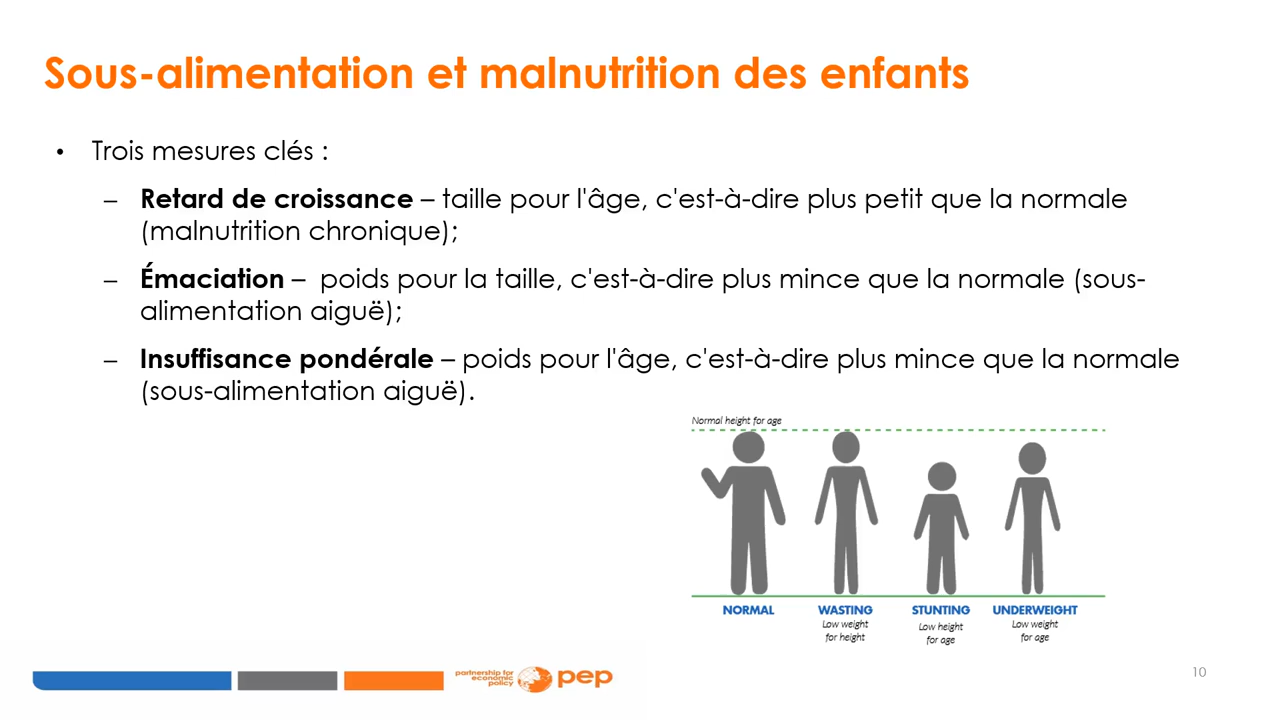 Sous-alimentation et malnutrition des enfants
• Trois mesures clés :
– Retard de croissance – taille pour l'âge, c'est-à-dire plus petit que la normale
(malnutrition chronique);
– Émaciation –  poids pour la taille, c'est-à-dire plus mince que la normale (sous-
alimentation aiguë);
– Insuffisance pondérale – poids pour l'âge, c'est-à-dire plus mince que la normale
(sous-alimentation aiguë).
Normal height for age
NORMAL
WASTING
Low weight
for height
STUNTING
Low height
for age
UNDERWEIGHT
Low weight
for age
partnership for
economic
policy
pep
10